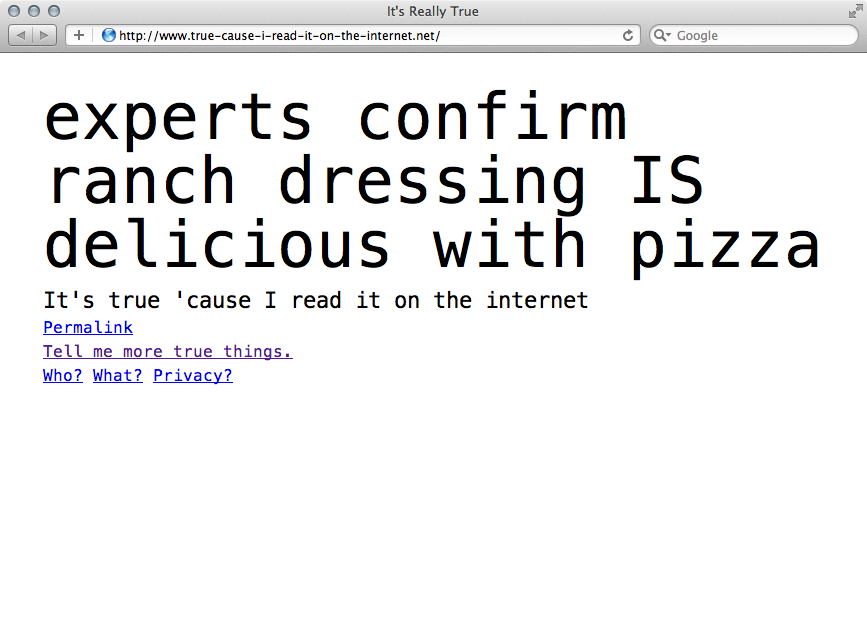 It's Really True
http://www.true-cause-i-read-it-on-the-internet.net/
Google
experts confirm
ranch dressing IS
delicious with pizza
It's true 'cause I read it on the internet
Permalink
Tell me more true things.
Who? What? Privacy?